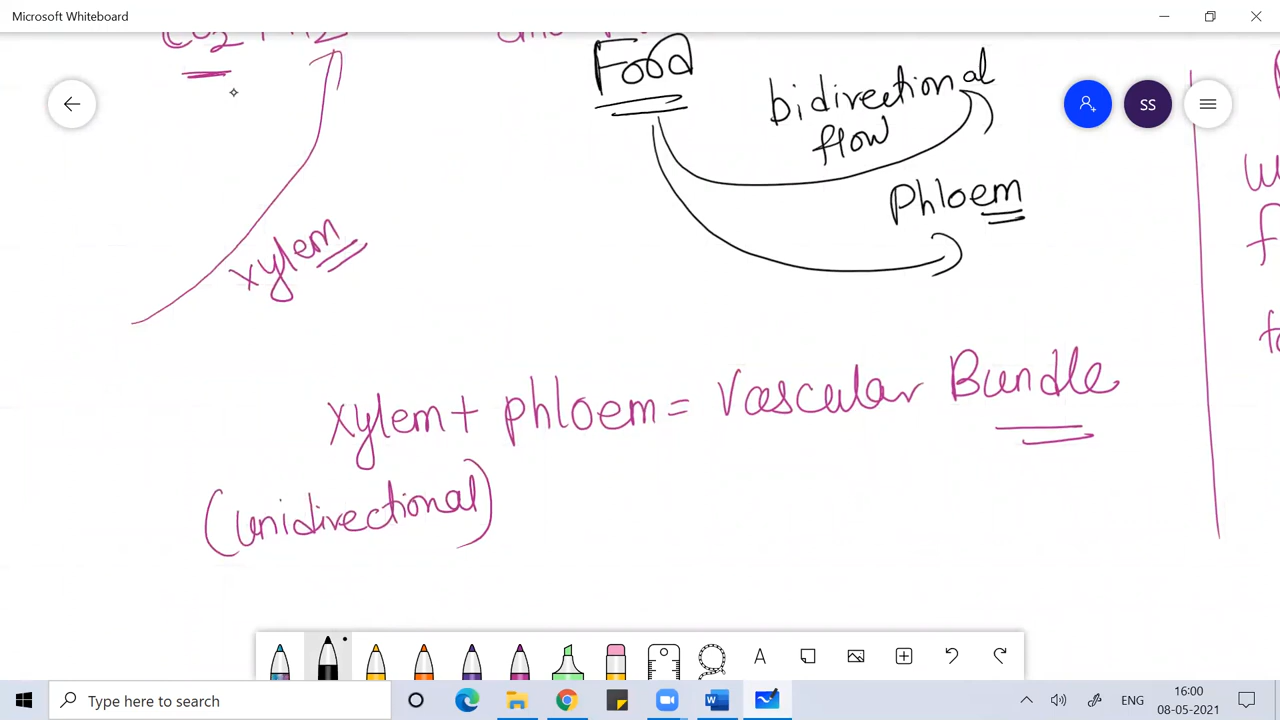 Microsoft Whiteboard
CO2
Food
bidirectional
flow
SS
Phloem
xylem
xylem + phloem = Vascular Bundle
(unidirectional)
A
Type here to search
ENG
16:00
08-05-2021